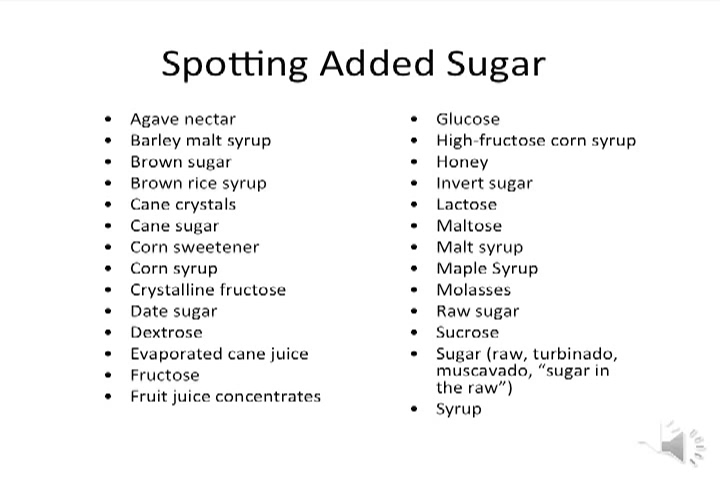 Spotting Added Sugar
• Agave nectar
• Barley malt syrup
• Brown sugar
• Brown rice syrup
• Cane crystals
• Cane sugar
• Corn sweetener
• Corn syrup
• Crystalline fructose
• Date sugar
• Dextrose
• Evaporated cane juice
• Fructose
• Fruit juice concentrates
• Glucose
• High-fructose corn syrup
• Honey
• Invert sugar
• Lactose
• Maltose
• Malt syrup
• Maple Syrup
• Molasses
• Raw sugar
• Sucrose
• Sugar (raw, turbinado,
muscavado, “sugar in
the raw”)
• Syrup